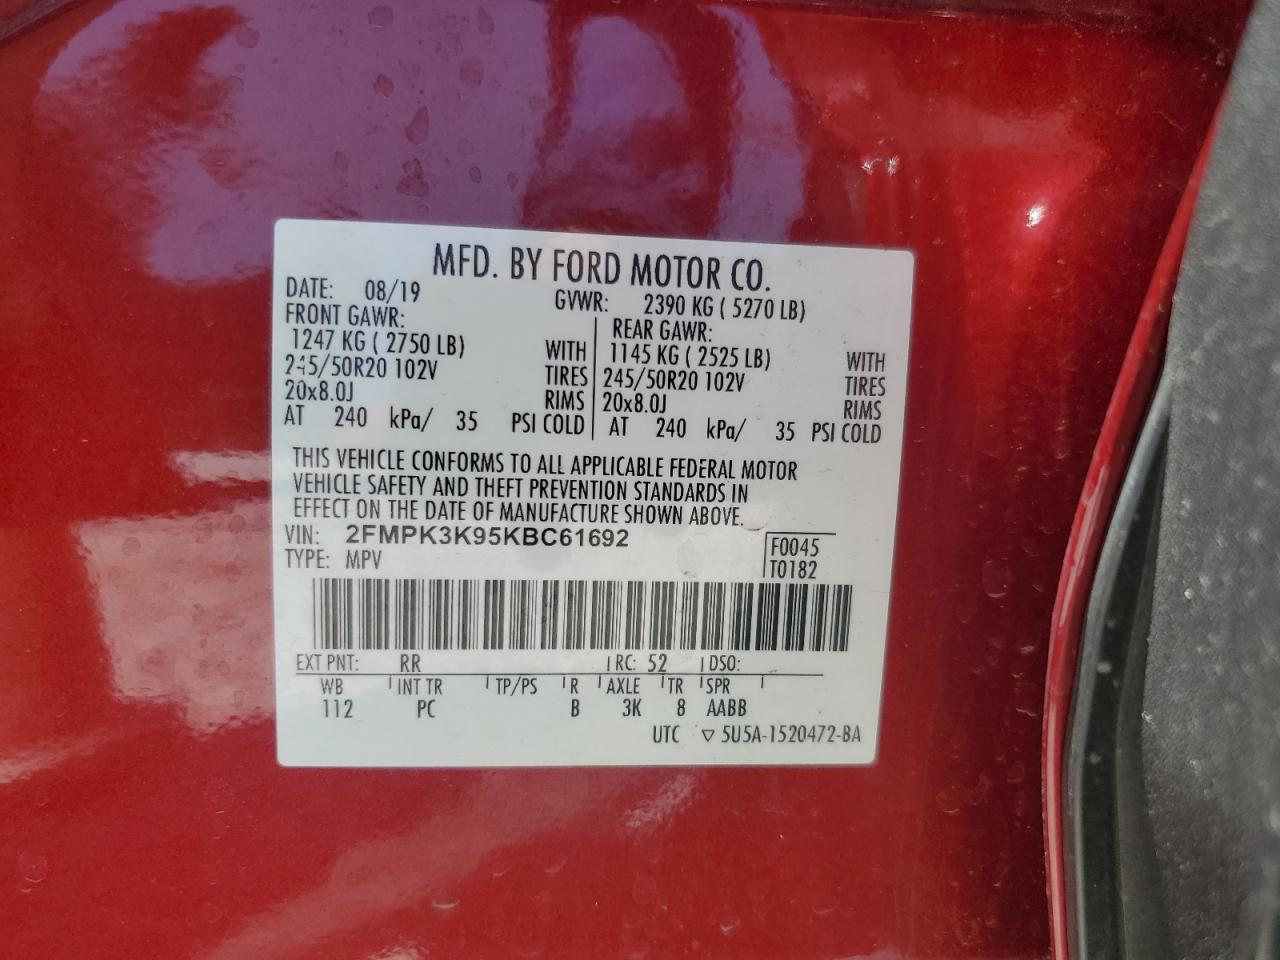 MFD. BY FORD MOTOR CO.
DATE: 08/19 GVWR: 2390 KG ( 5270 LB)
FRONT GAWR: REAR GAWR:
1247 KG ( 2750 LB) WITH 1145 KG ( 2525 LB) WITH
245/50R20 102V TIRES 245/50R20 102V TIRES
20x8.0J RIMS 20x8.0J RIMS
AT 240 kPa/ 35 PSI COLD AT 240 kPa/ 35 PSI COLD
THIS VEHICLE CONFORMS TO ALL APPLICABLE FEDERAL MOTOR
VEHICLE SAFETY AND THEFT PREVENTION STANDARDS IN
EFFECT ON THE DATE OF MANUFACTURE SHOWN ABOVE.
VIN: 2FMPK3K95KBC61692 F0045
TYPE: MPV T0182
EXT PNT: RR RC: 52 DSO:
WB INT TR TP/PS R AXLE TR SPR
112 PC B 3K 8 AABB
UTC ▽ 5U5A-1520472-BA